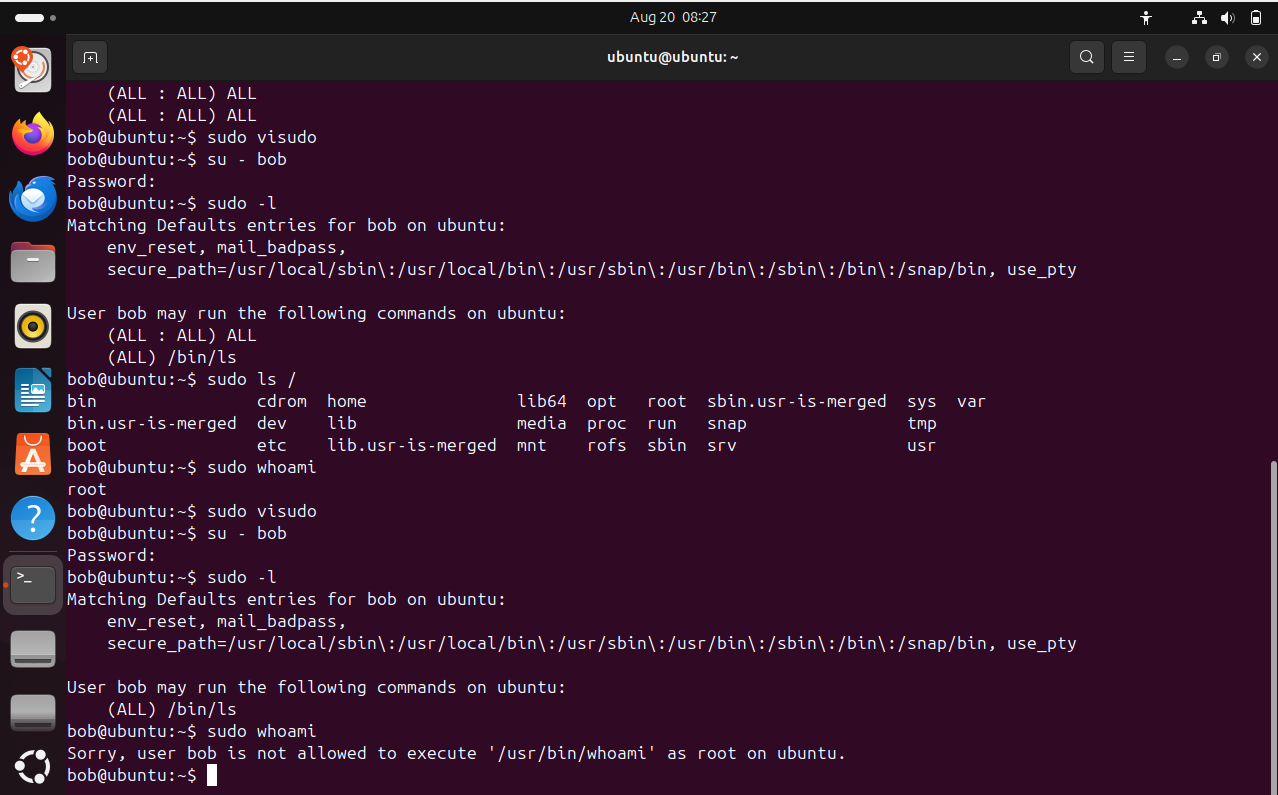 Aug 20 08:27
ubuntu@ubuntu: ~
    (ALL : ALL) ALL
    (ALL : ALL) ALL
bob@ubuntu:~$ sudo visudo
bob@ubuntu:~$ su - bob
Password:
bob@ubuntu:~$ sudo -l
Matching Defaults entries for bob on ubuntu:
    env_reset, mail_badpass,
    secure_path=/usr/local/sbin\:/usr/local/bin\:/usr/sbin\:/usr/bin\:/sbin\:/bin\:/snap/bin, use_pty

User bob may run the following commands on ubuntu:
    (ALL : ALL) ALL
    (ALL) /bin/ls
bob@ubuntu:~$ sudo ls /
bin                cdrom  home               lib64  opt   root  sbin.usr-is-merged  sys  var
bin.usr-is-merged  dev    lib                media  proc  run   snap                tmp
boot               etc    lib.usr-is-merged  mnt    rofs  sbin  srv                 usr
bob@ubuntu:~$ sudo whoami
root
bob@ubuntu:~$ sudo visudo
bob@ubuntu:~$ su - bob
Password:
bob@ubuntu:~$ sudo -l
Matching Defaults entries for bob on ubuntu:
    env_reset, mail_badpass,
    secure_path=/usr/local/sbin\:/usr/local/bin\:/usr/sbin\:/usr/bin\:/sbin\:/bin\:/snap/bin, use_pty

User bob may run the following commands on ubuntu:
    (ALL) /bin/ls
bob@ubuntu:~$ sudo whoami
Sorry, user bob is not allowed to execute '/usr/bin/whoami' as root on ubuntu.
bob@ubuntu:~$